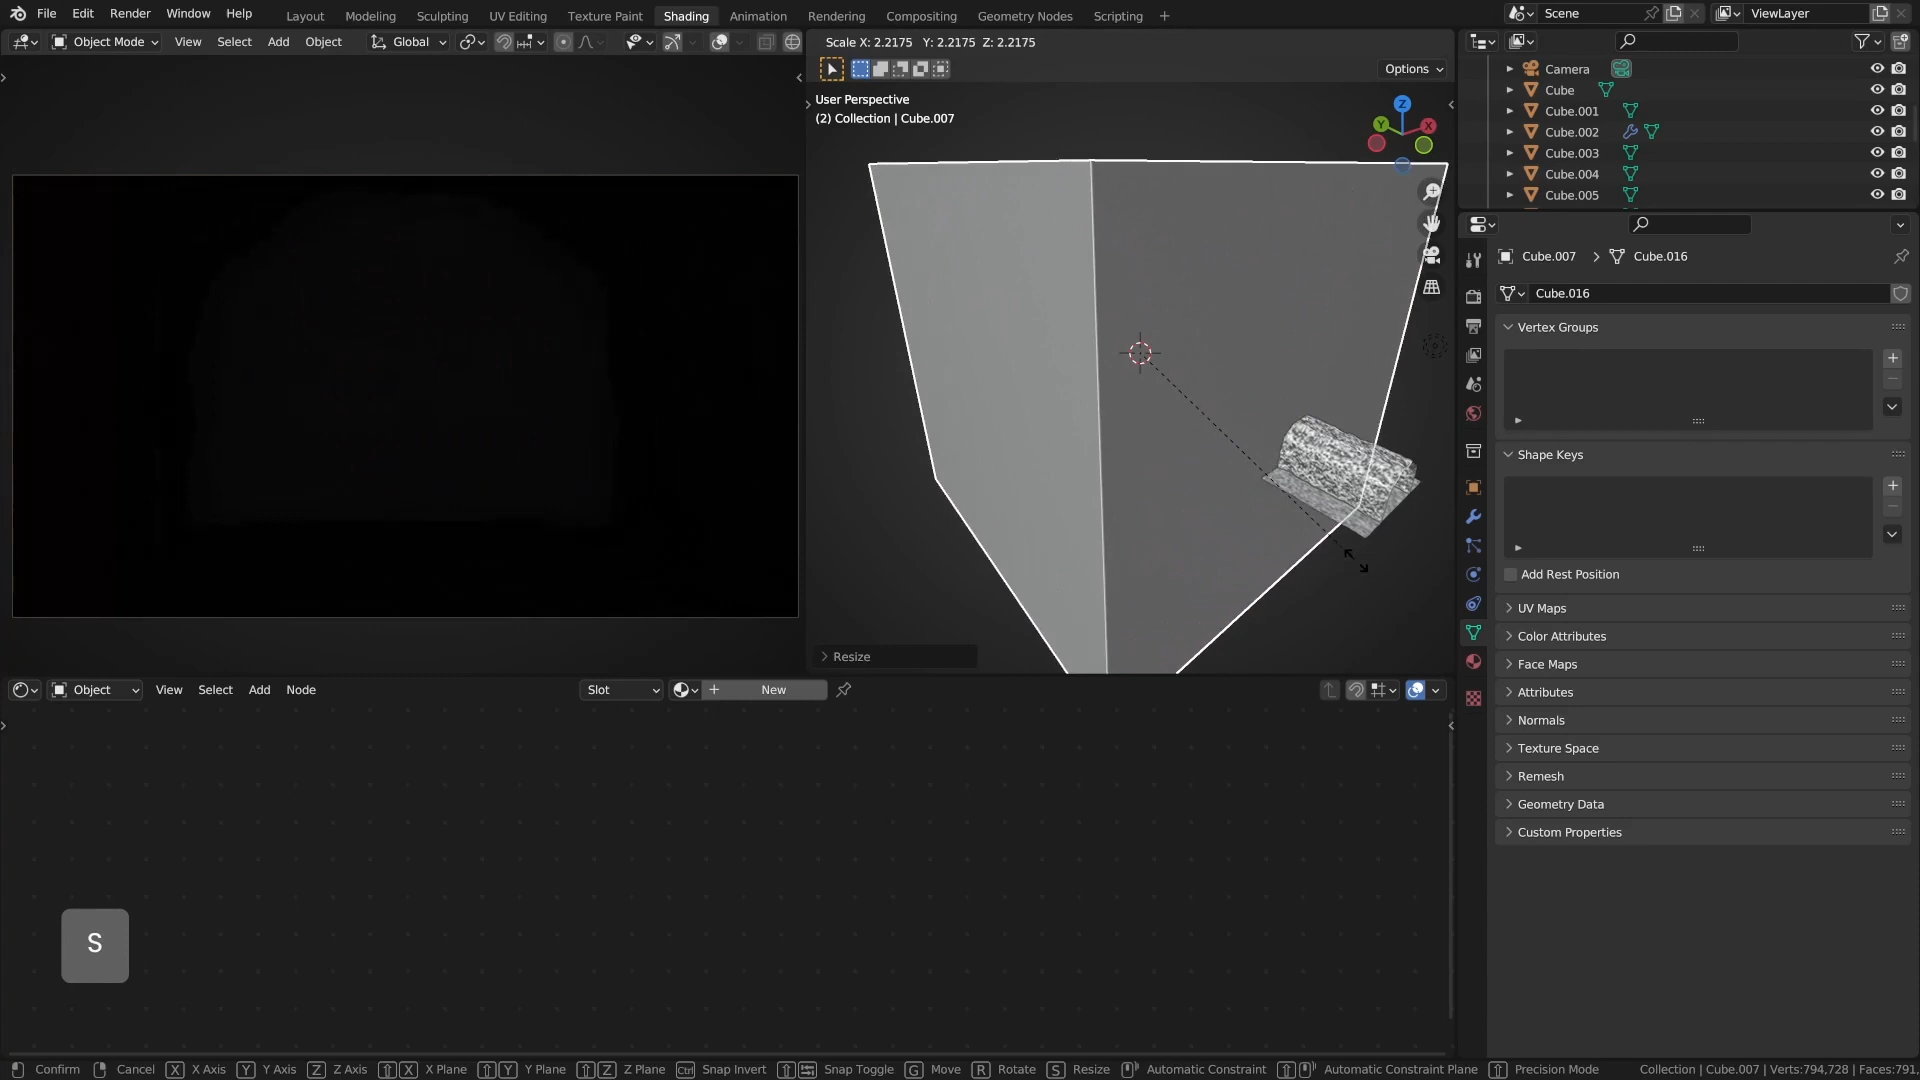 File Edit Render Window Help
Layout Modeling Sculpting UV Editing Texture Paint Shading Animation Rendering Compositing Geometry Nodes Scripting
Scene
ViewLayer
Object Mode View Select Add Object
Global
Scale X: 2.2175 Y: 2.2175 Z: 2.2175
Options
User Perspective
(2) Collection | Cube.007
Z
Y
X
Camera
Cube
Cube.001
Cube.002
Cube.003
Cube.004
Cube.005
Cube.007
Cube.016
Cube.016
Vertex Groups
Shape Keys
Add Rest Position
UV Maps
Color Attributes
Face Maps
Attributes
Normals
Texture Space
Remesh
Geometry Data
Custom Properties
Resize
Object View Select Add Node
Slot
New
S
Confirm Cancel X X Axis Y Y Axis Z Z Axis X X Plane Y Y Plane Z Z Plane Ctrl Snap Invert Snap Toggle G Move R Rotate S Resize Automatic Constraint Automatic Constraint Plane Precision Mode
Collection | Cube.007 | Verts:794,728 | Faces:791,